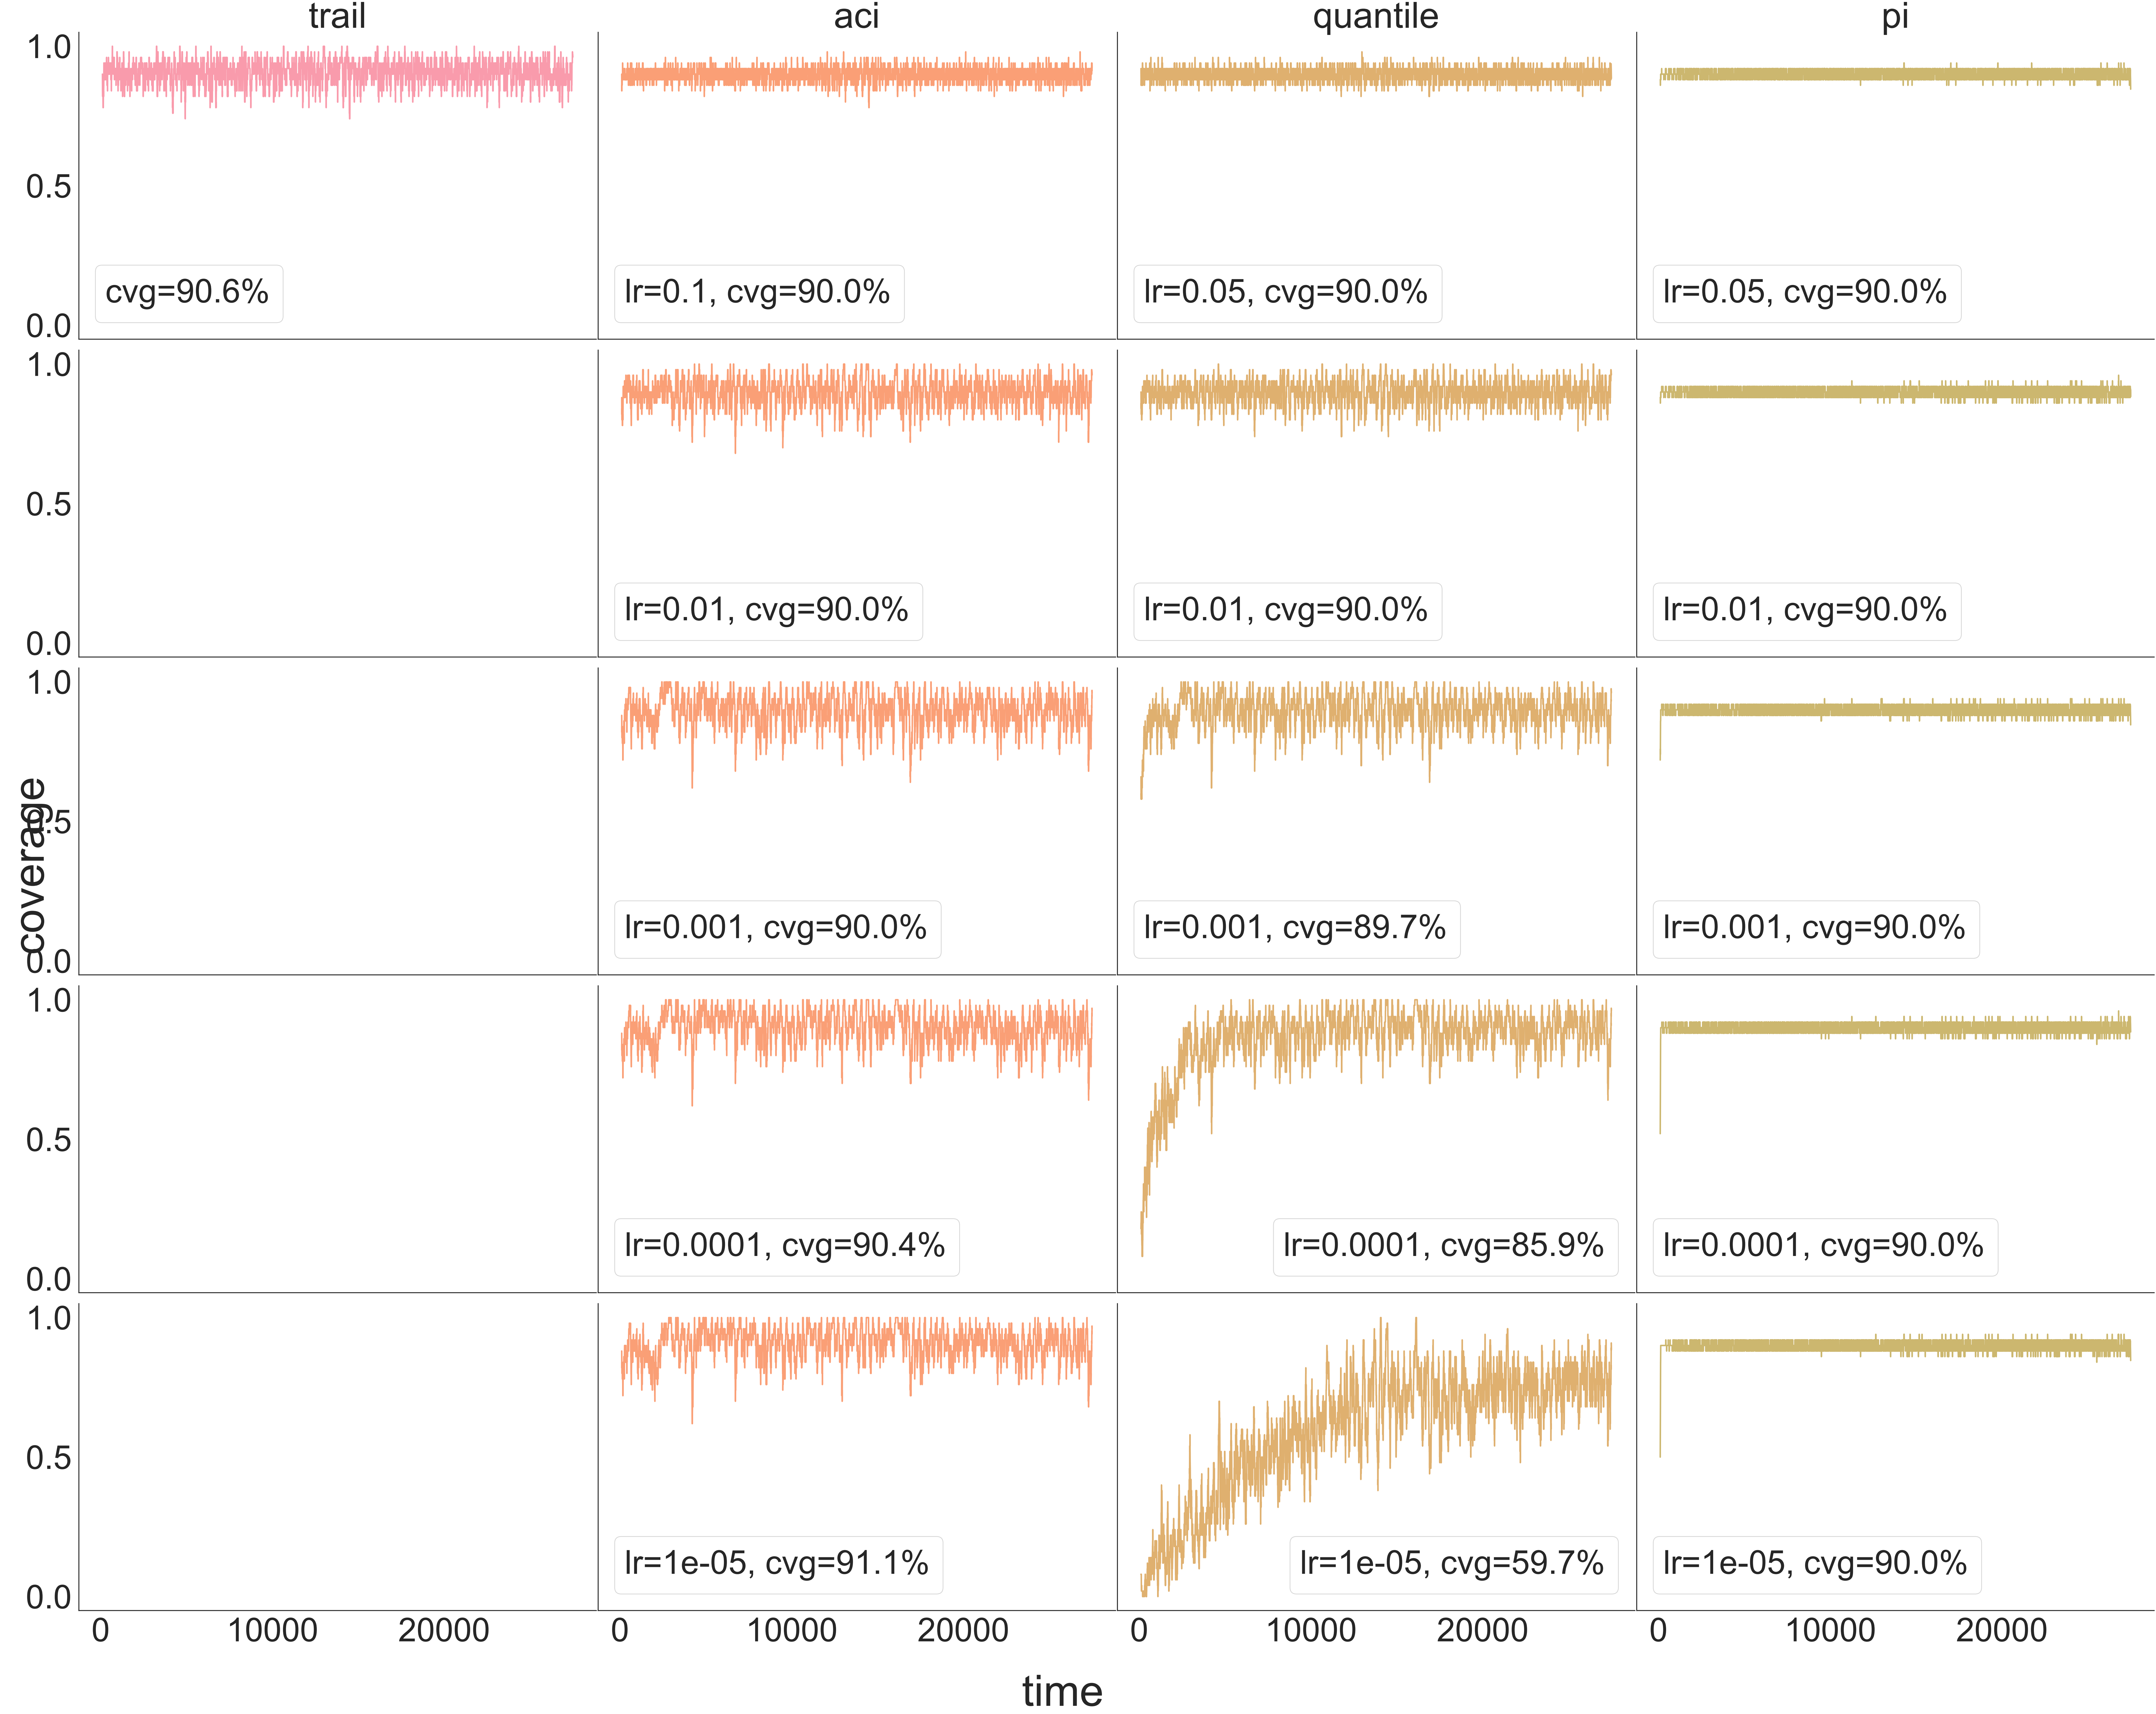 trail aci quantile pi
1.0
0.5
0.0
cvg=90.6%
lr=0.1, cvg=90.0%
lr=0.05, cvg=90.0%
lr=0.05, cvg=90.0%
1.0
0.5
0.0
lr=0.01, cvg=90.0%
lr=0.01, cvg=90.0%
lr=0.01, cvg=90.0%
coverage
1.0
0.5
0.0
lr=0.001, cvg=90.0%
lr=0.001, cvg=89.7%
lr=0.001, cvg=90.0%
1.0
0.5
0.0
lr=0.0001, cvg=90.4%
lr=0.0001, cvg=85.9%
lr=0.0001, cvg=90.0%
1.0
0.5
0.0
lr=1e-05, cvg=91.1%
lr=1e-05, cvg=59.7%
lr=1e-05, cvg=90.0%
0 10000 20000 0 10000 20000 0 10000 20000 0 10000 20000
time